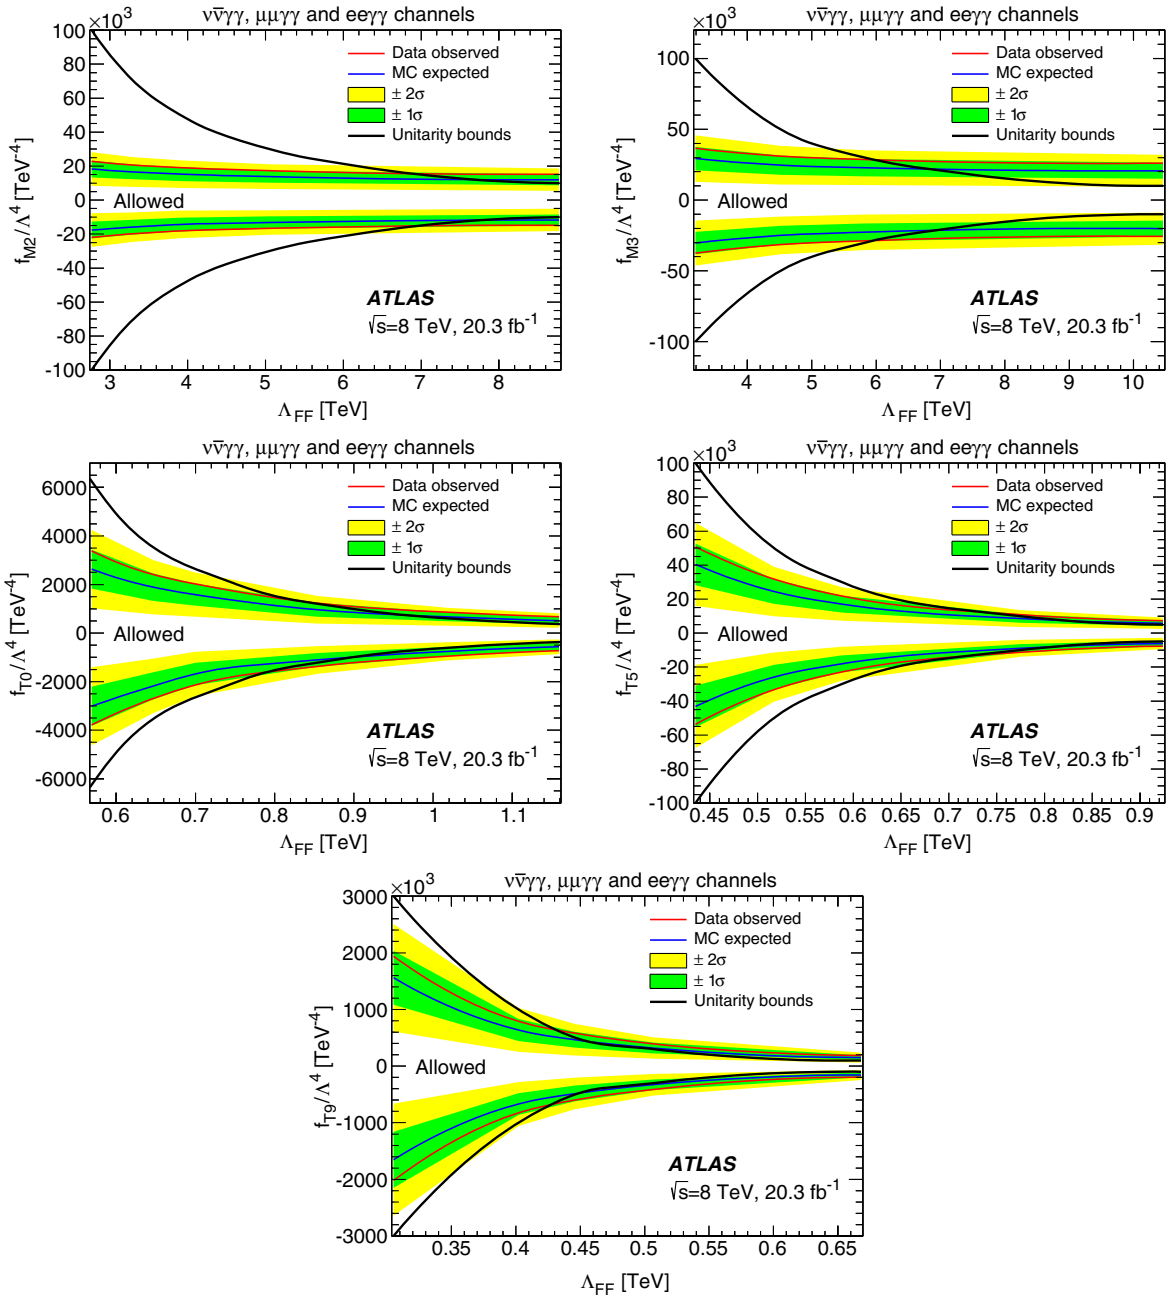 νν̄γγ, μμγγ and eeγγ channels
×10³
f_M2/Λ⁴ [TeV⁻⁴]
100
80
60
40
20
0
-20
-40
-60
-80
-100
Data observed
MC expected
± 2σ
± 1σ
Unitarity bounds
Allowed
ATLAS
√s=8 TeV, 20.3 fb⁻¹
3 4 5 6 7 8
Λ_FF [TeV]
νν̄γγ, μμγγ and eeγγ channels
×10³
f_M3/Λ⁴ [TeV⁻⁴]
100
50
0
-50
-100
Data observed
MC expected
± 2σ
± 1σ
Unitarity bounds
Allowed
ATLAS
√s=8 TeV, 20.3 fb⁻¹
4 5 6 7 8 9 10
Λ_FF [TeV]
νν̄γγ, μμγγ and eeγγ channels
f_T0/Λ⁴ [TeV⁻⁴]
6000
4000
2000
0
-2000
-4000
-6000
Data observed
MC expected
± 2σ
± 1σ
Unitarity bounds
Allowed
ATLAS
√s=8 TeV, 20.3 fb⁻¹
0.6 0.7 0.8 0.9 1 1.1
Λ_FF [TeV]
νν̄γγ, μμγγ and eeγγ channels
×10³
f_T5/Λ⁴ [TeV⁻⁴]
100
80
60
40
20
0
-20
-40
-60
-80
-100
Data observed
MC expected
± 2σ
± 1σ
Unitarity bounds
Allowed
ATLAS
√s=8 TeV, 20.3 fb⁻¹
0.45 0.5 0.55 0.6 0.65 0.7 0.75 0.8 0.85 0.9
Λ_FF [TeV]
νν̄γγ, μμγγ and eeγγ channels
×10³
f_T9/Λ⁴ [TeV⁻⁴]
3000
2000
1000
0
-1000
-2000
-3000
Data observed
MC expected
± 2σ
± 1σ
Unitarity bounds
Allowed
ATLAS
√s=8 TeV, 20.3 fb⁻¹
0.35 0.4 0.45 0.5 0.55 0.6 0.65
Λ_FF [TeV]